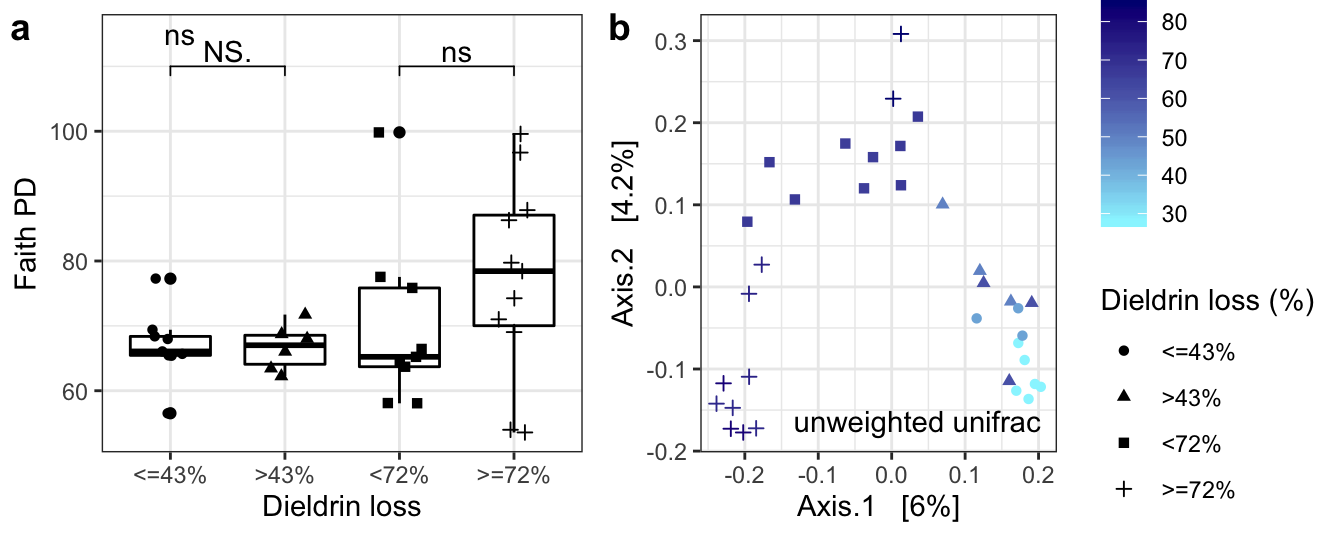 a
ns
NS.
ns
100
80
60
Faith PD
<=43%
>43%
<72%
>=72%
Dieldrin loss
b
0.3
0.2
0.1
0.0
-0.1
-0.2
Axis.2 [4.2%]
unweighted unifrac
-0.2
-0.1
0.0
0.1
0.2
Axis.1 [6%]
80
70
60
50
40
30
Dieldrin loss (%)
<=43%
>43%
<72%
>=72%